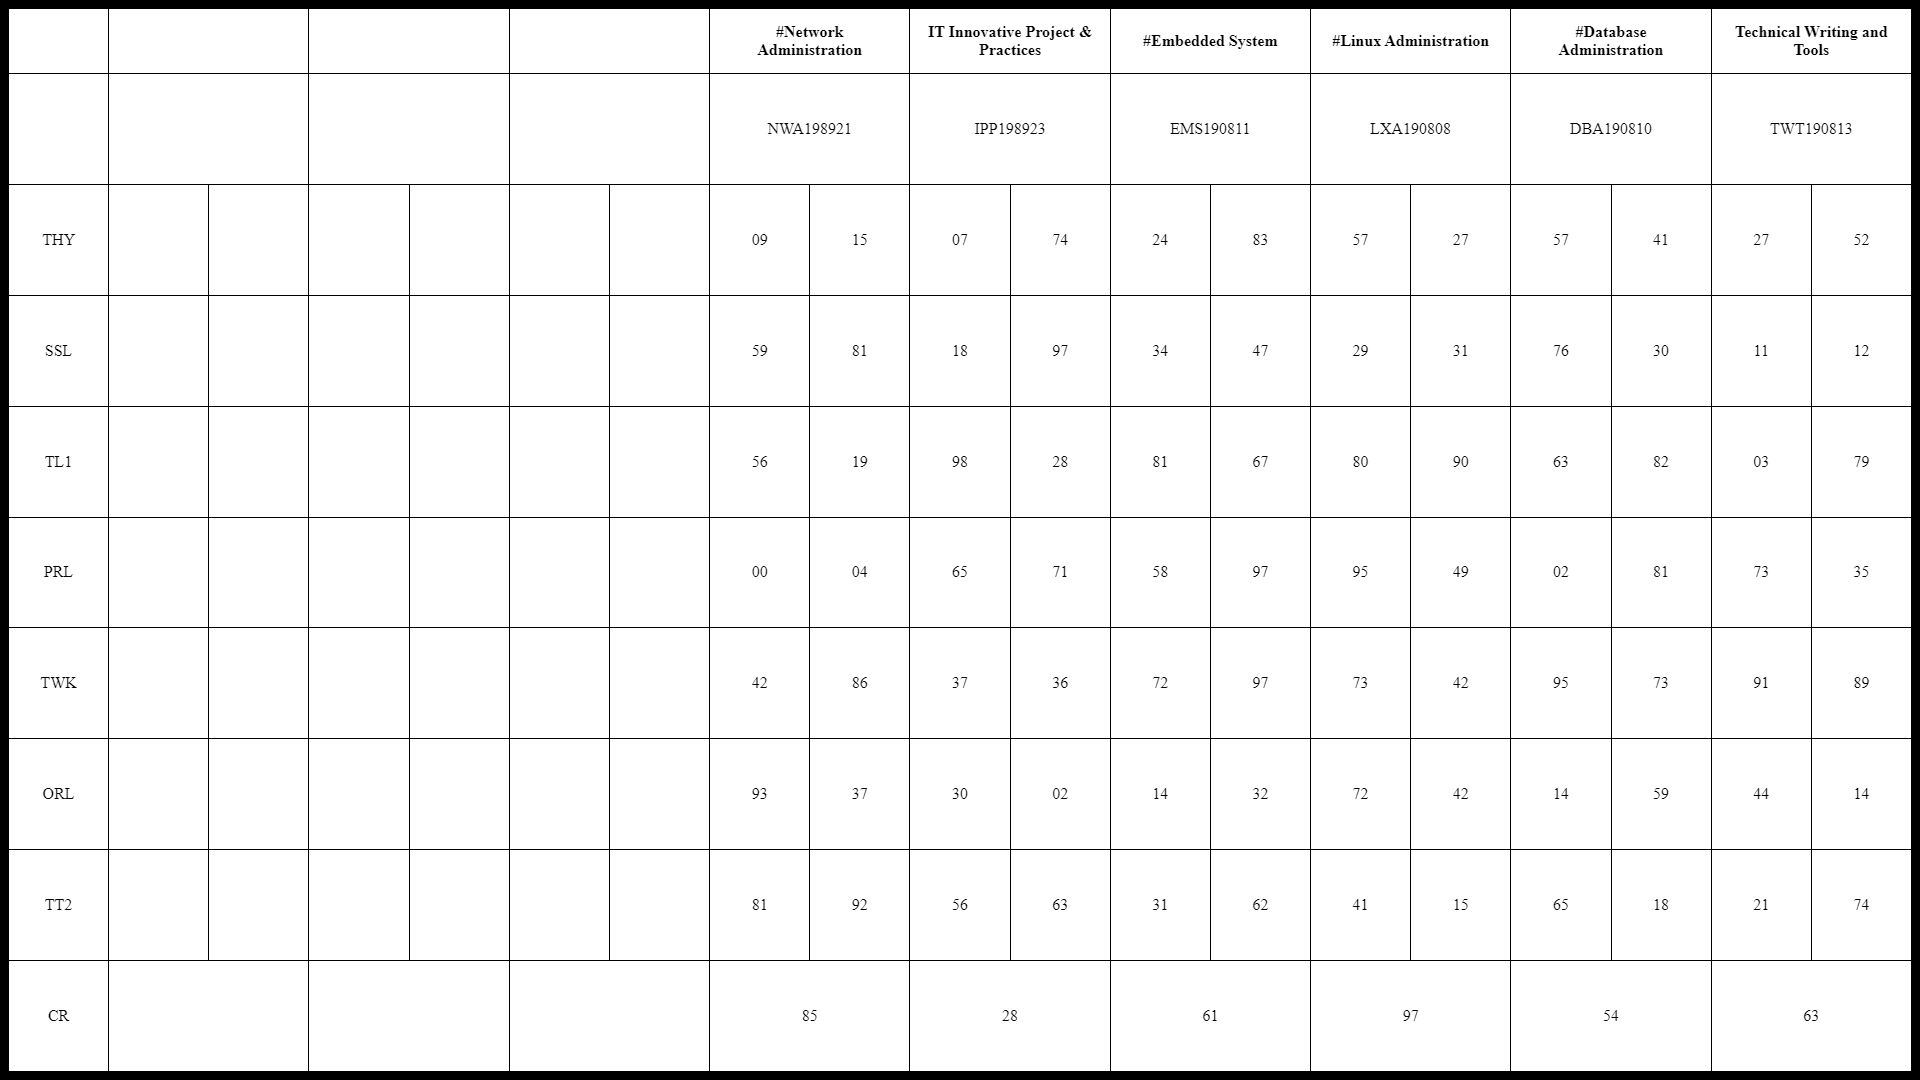 #Network Administration IT Innovative Project & Practices #Embedded System #Linux Administration #Database Administration Technical Writing and Tools
NWA198921 IPP198923 EMS190811 LXA190808 DBA190810 TWT190813
THY 09 15 07 74 24 83 57 27 57 41 27 52
SSL 59 81 18 97 34 47 29 31 76 30 11 12
TL1 56 19 98 28 81 67 80 90 63 82 03 79
PRL 00 04 65 71 58 97 95 49 02 81 73 35
TWK 42 86 37 36 72 97 73 42 95 73 91 89
ORL 93 37 30 02 14 32 72 42 14 59 44 14
TT2 81 92 56 63 31 62 41 15 65 18 21 74
CR 85 28 61 97 54 63